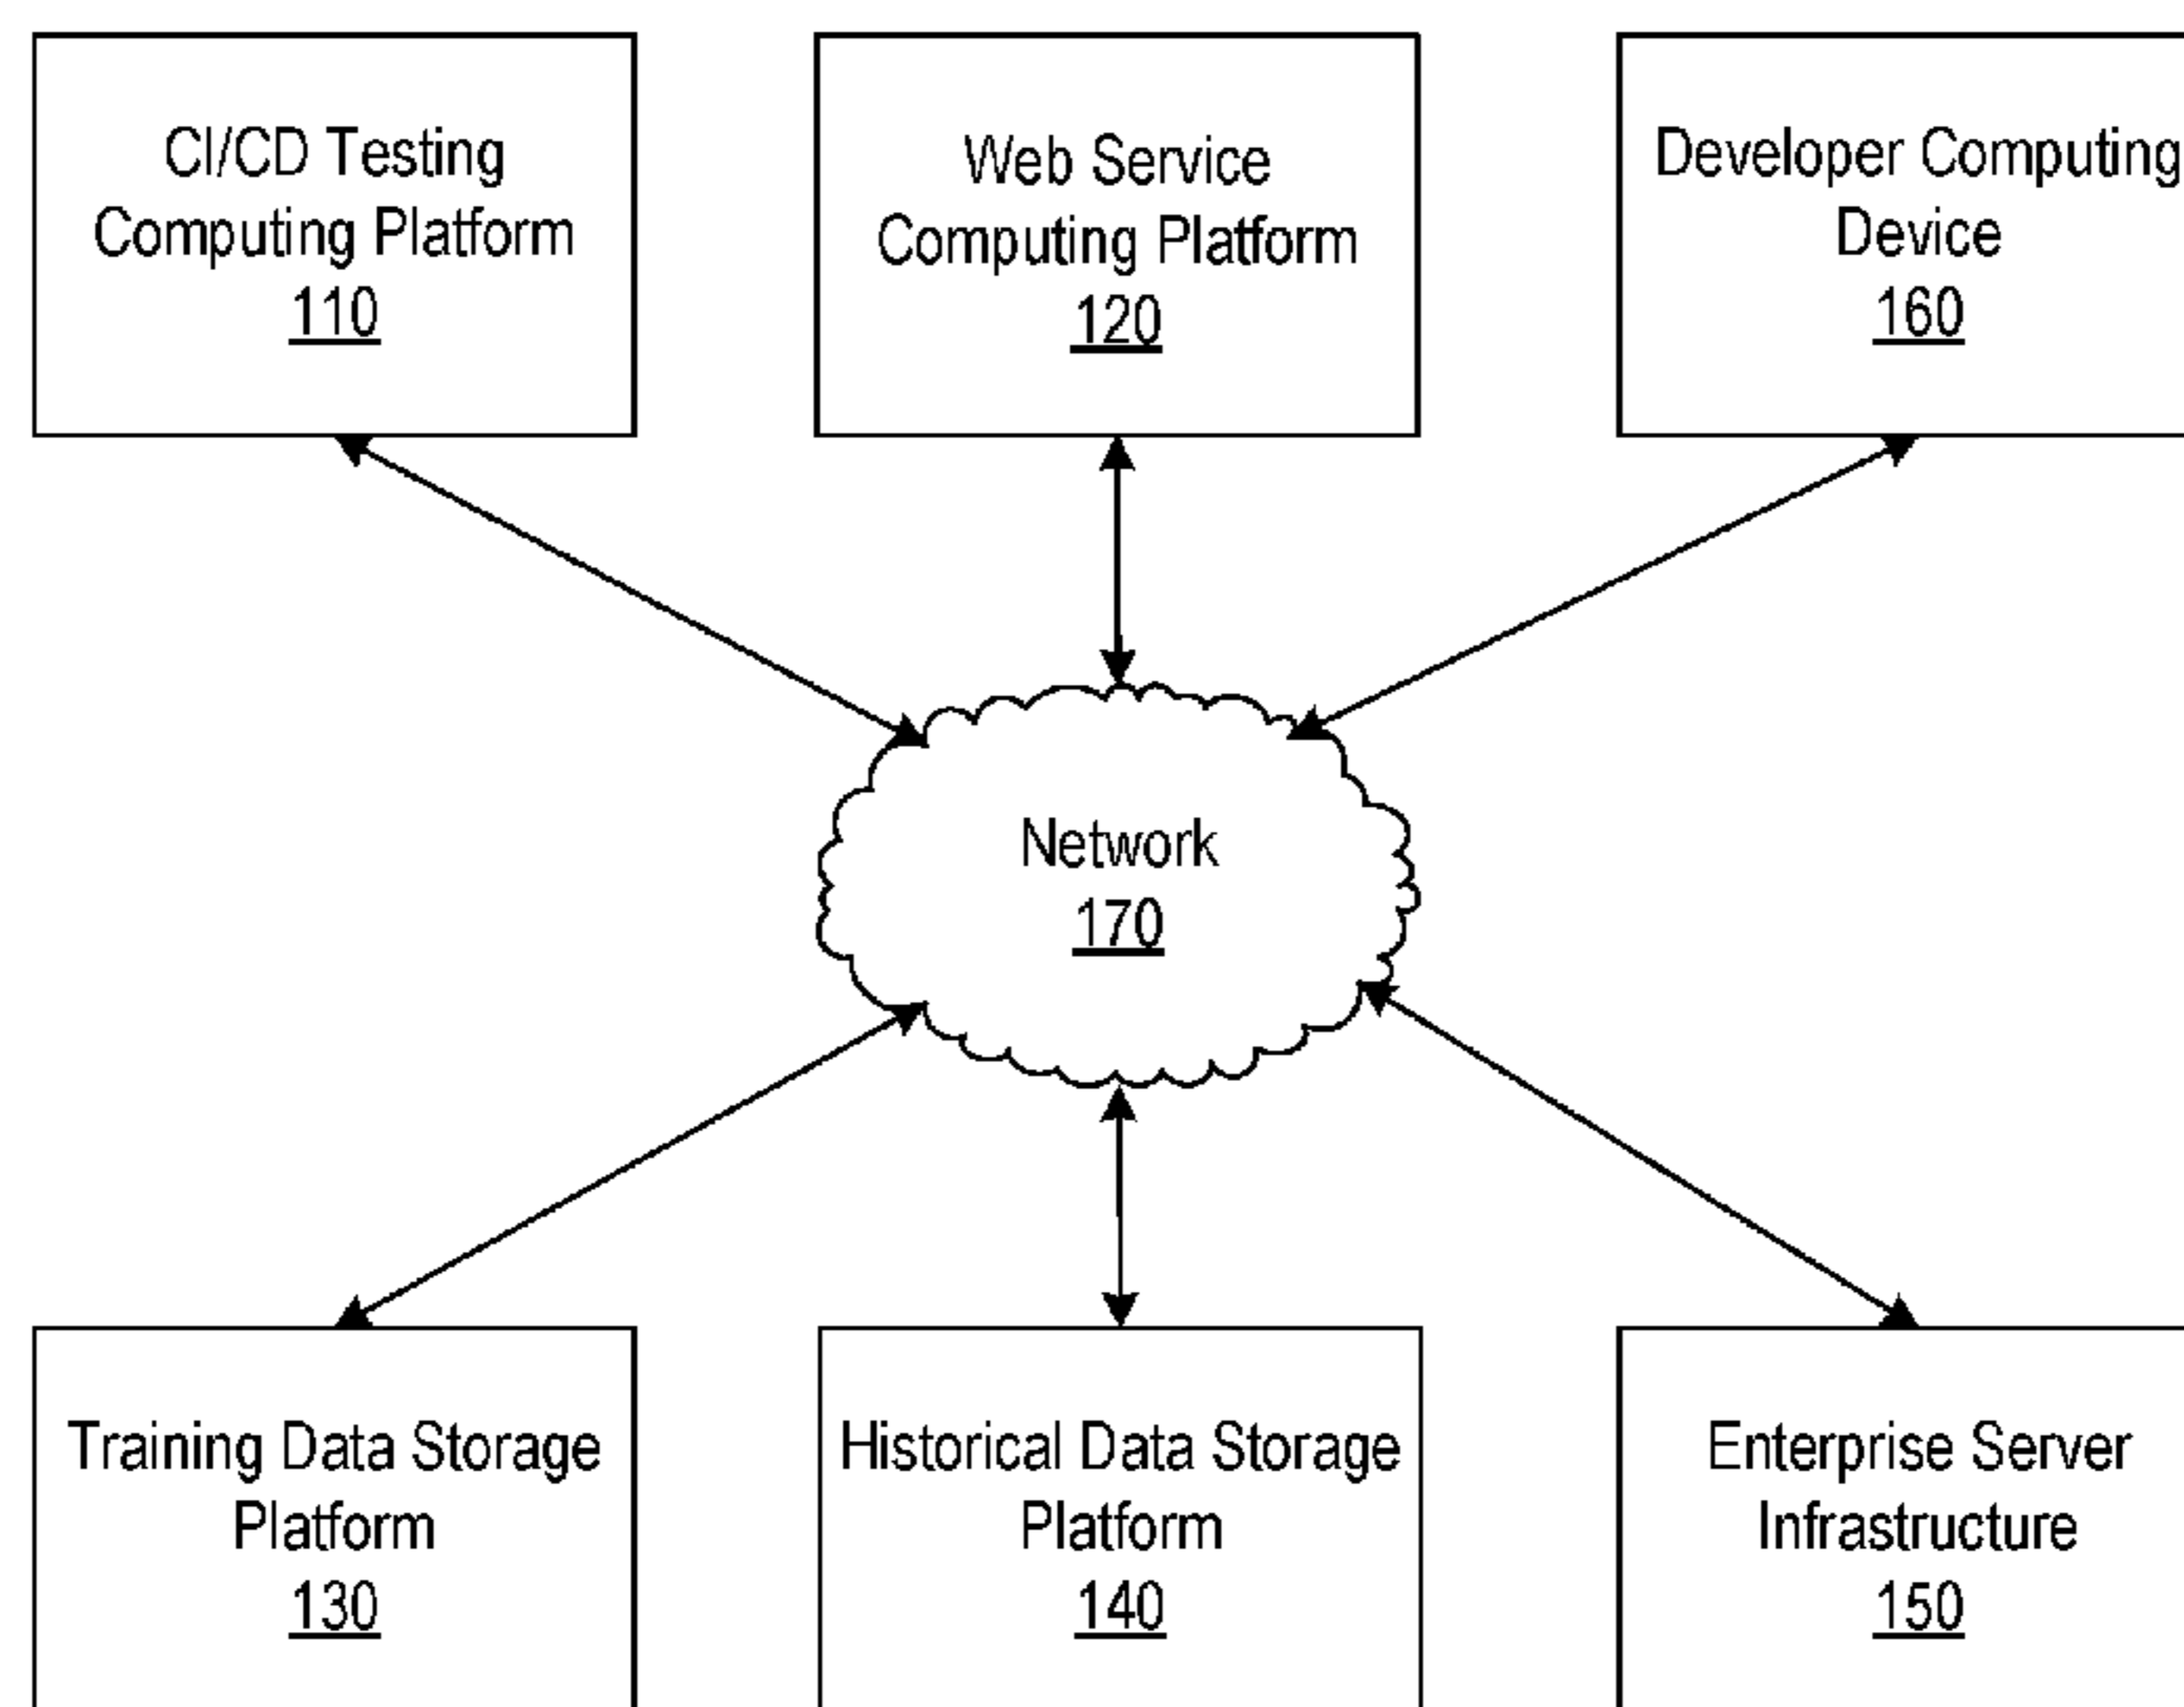 CI/CD Testing
Computing Platform
110
Web Service
Computing Platform
120
Developer Computing
Device
160
Network
170
Training Data Storage
Platform
130
Historical Data Storage
Platform
140
Enterprise Server
Infrastructure
150